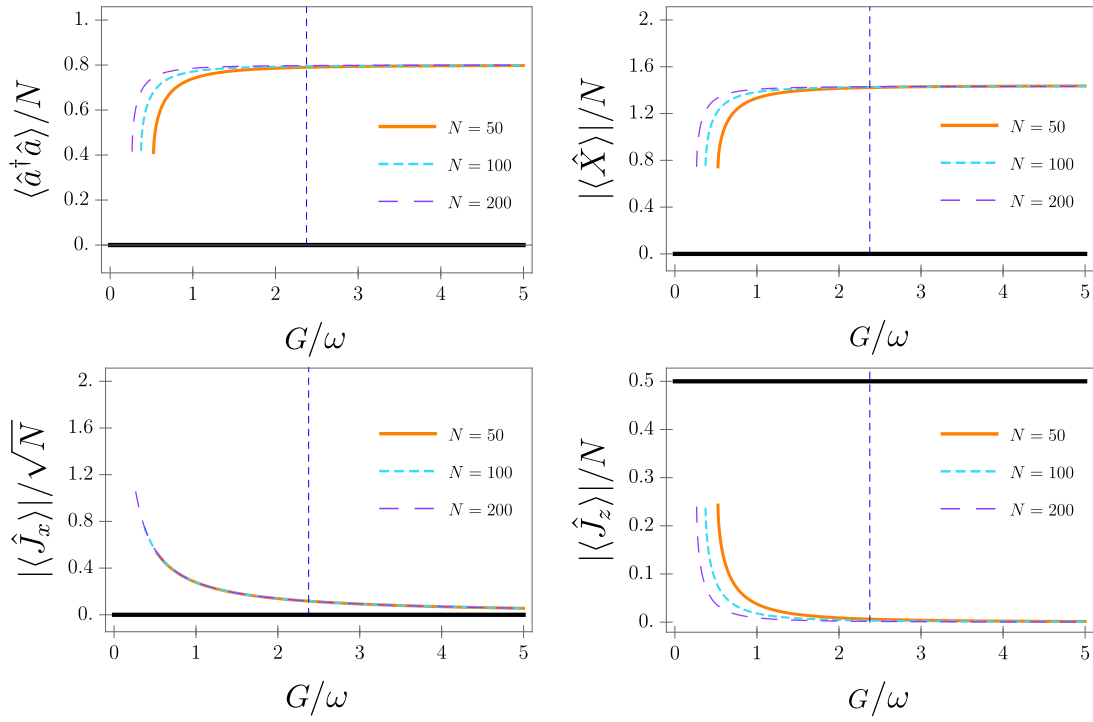 ⟨â†â⟩/N
1.
0.8
0.6
0.4
0.2
0.
N = 50
N = 100
N = 200
0 1 2 3 4 5
G/ω
|⟨X̂⟩|/N
2.
1.6
1.2
0.8
0.4
0.
N = 50
N = 100
N = 200
0 1 2 3 4 5
G/ω
|⟨Ĵx⟩|/√N
2.
1.6
1.2
0.8
0.4
0.
N = 50
N = 100
N = 200
0 1 2 3 4 5
G/ω
|⟨Ĵz⟩|/N
0.5
0.4
0.3
0.2
0.1
0.
N = 50
N = 100
N = 200
0 1 2 3 4 5
G/ω